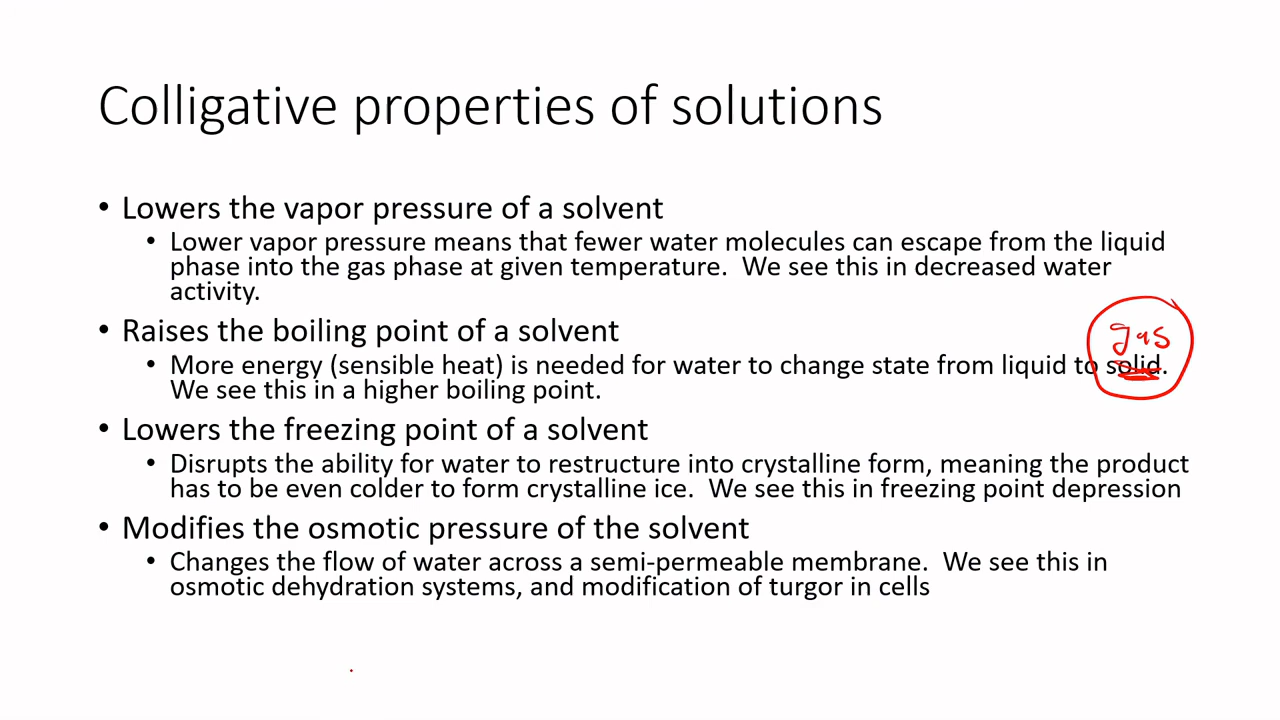 Colligative properties of solutions
• Lowers the vapor pressure of a solvent
• Lower vapor pressure means that fewer water molecules can escape from the liquid
phase into the gas phase at given temperature.  We see this in decreased water
activity.
• Raises the boiling point of a solvent
gas
• More energy (sensible heat) is needed for water to change state from liquid to solid.
We see this in a higher boiling point.
• Lowers the freezing point of a solvent
• Disrupts the ability for water to restructure into crystalline form, meaning the product
has to be even colder to form crystalline ice.  We see this in freezing point depression
• Modifies the osmotic pressure of the solvent
• Changes the flow of water across a semi-permeable membrane.  We see this in
osmotic dehydration systems, and modification of turgor in cells